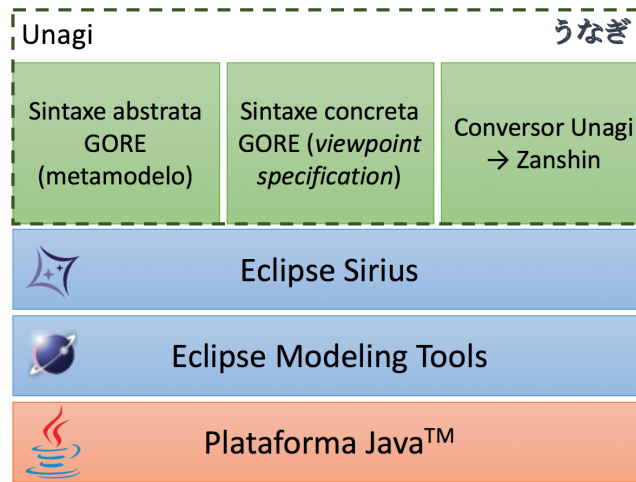 Unagi
うなぎ
Sintaxe abstrata
GORE
(metamodelo)
Sintaxe concreta
GORE (viewpoint
specification)
Conversor Unagi
→ Zanshin
Eclipse Sirius
Eclipse Modeling Tools
Plataforma Java™